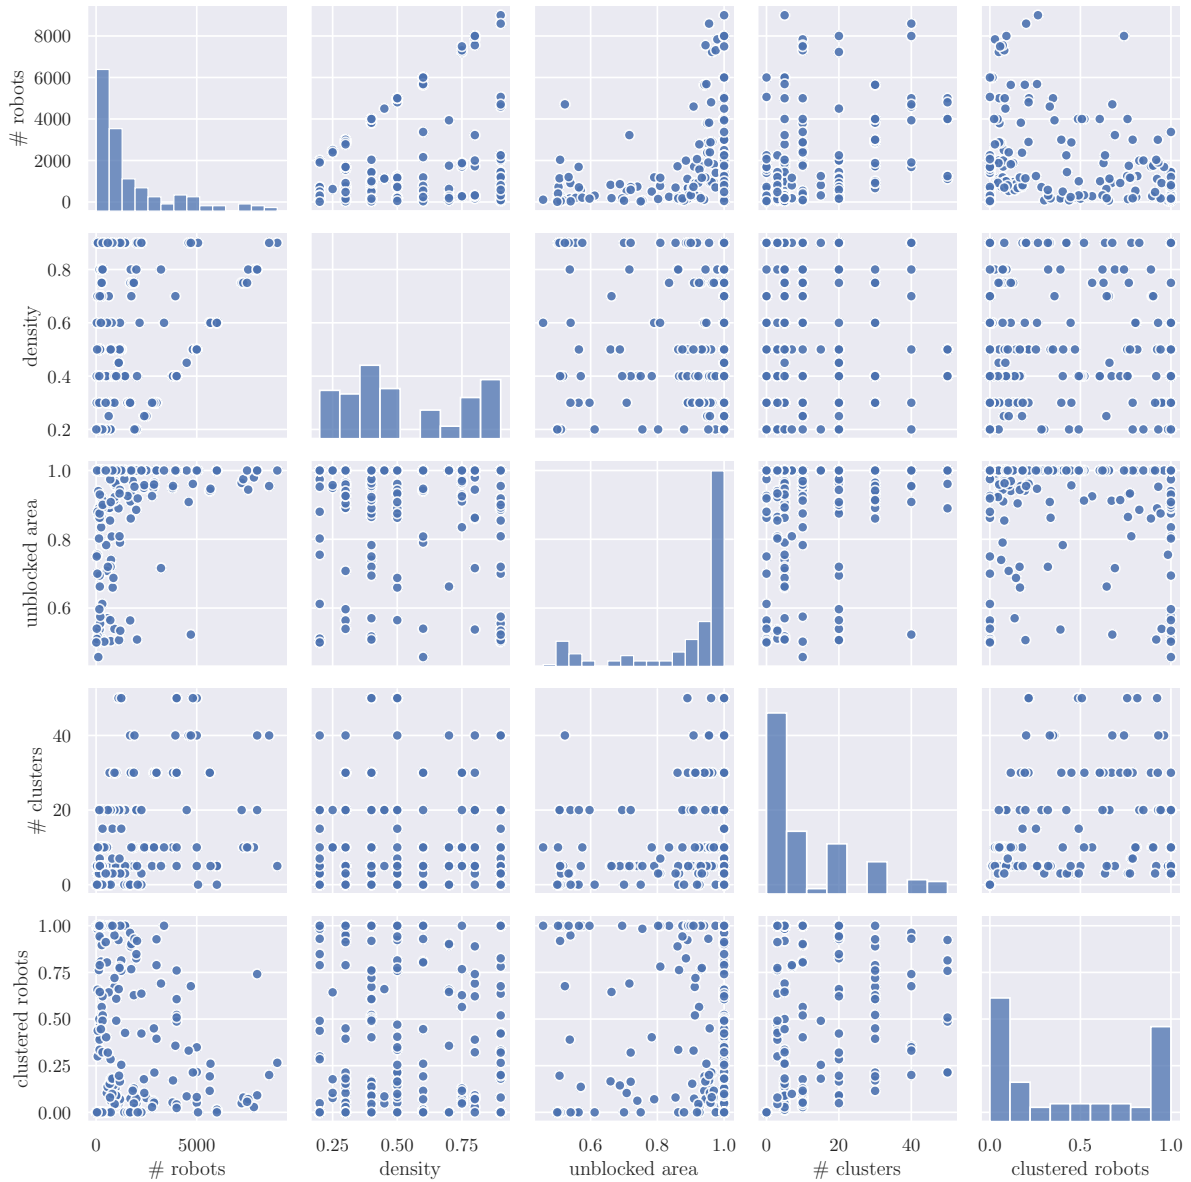 8000
6000
4000
2000
0
# robots
0.8
0.6
0.4
0.2
density
1.0
0.8
0.6
unblocked area
40
20
0
# clusters
1.00
0.75
0.50
0.25
0.00
clustered robots
0 5000
# robots
0.25 0.50 0.75
density
0.6 0.8 1.0
unblocked area
0 20 40
# clusters
0.0 0.5 1.0
clustered robots